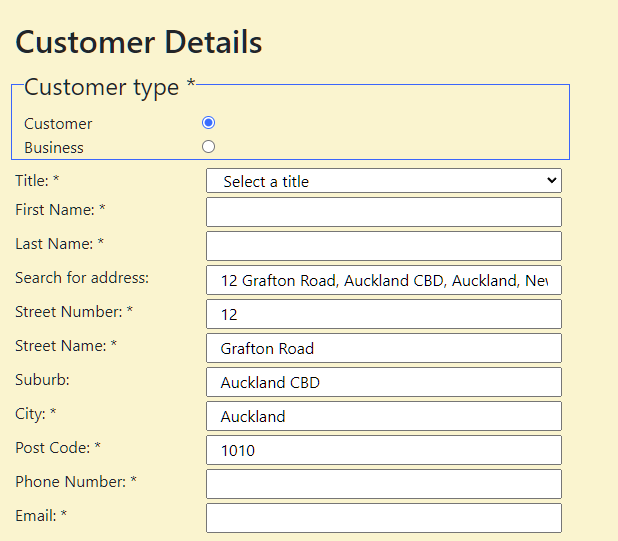 Customer Details
Customer type *
Customer
Business
Title: * Select a title
First Name: *
Last Name: *
Search for address: 12 Grafton Road, Auckland CBD, Auckland, Nev
Street Number: * 12
Street Name: * Grafton Road
Suburb: Auckland CBD
City: * Auckland
Post Code: * 1010
Phone Number: *
Email: *